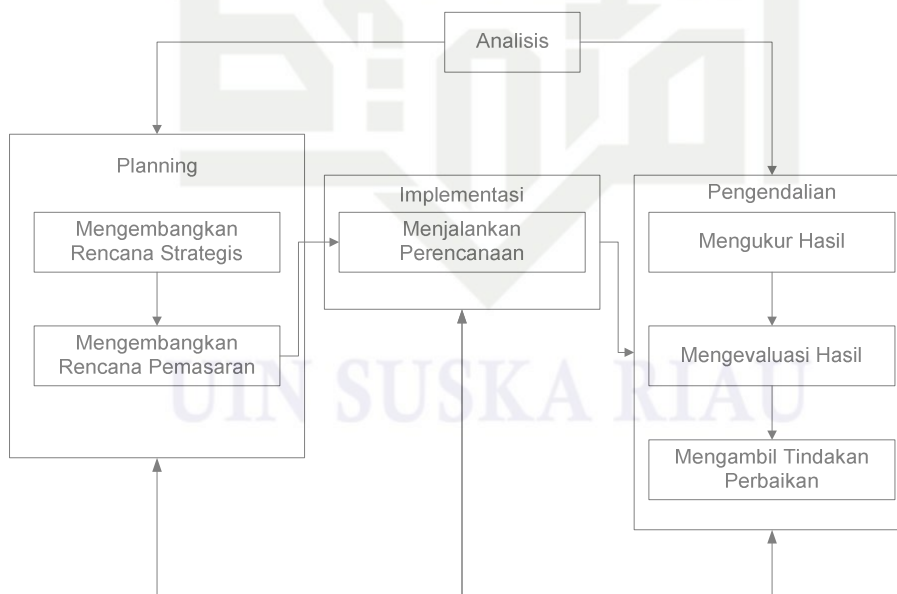 Analisis
Planning
Mengembangkan
Rencana Strategis
Mengembangkan
Rencana Pemasaran
Implementasi
Menjalankan
Perencanaan
Pengendalian
Mengukur Hasil
Mengevaluasi Hasil
Mengambil Tindakan
Perbaikan
UIN SUSKA RIAU